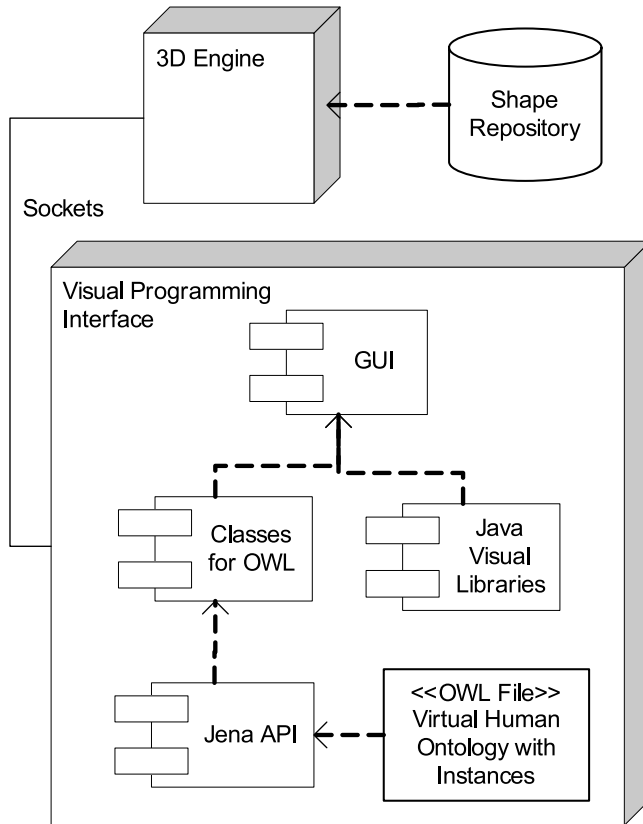 3D Engine
Shape
Repository
Sockets
Visual Programming
Interface
GUI
Classes
for OWL
Java
Visual
Libraries
Jena API
<<OWL File>>
Virtual Human
Ontology with
Instances